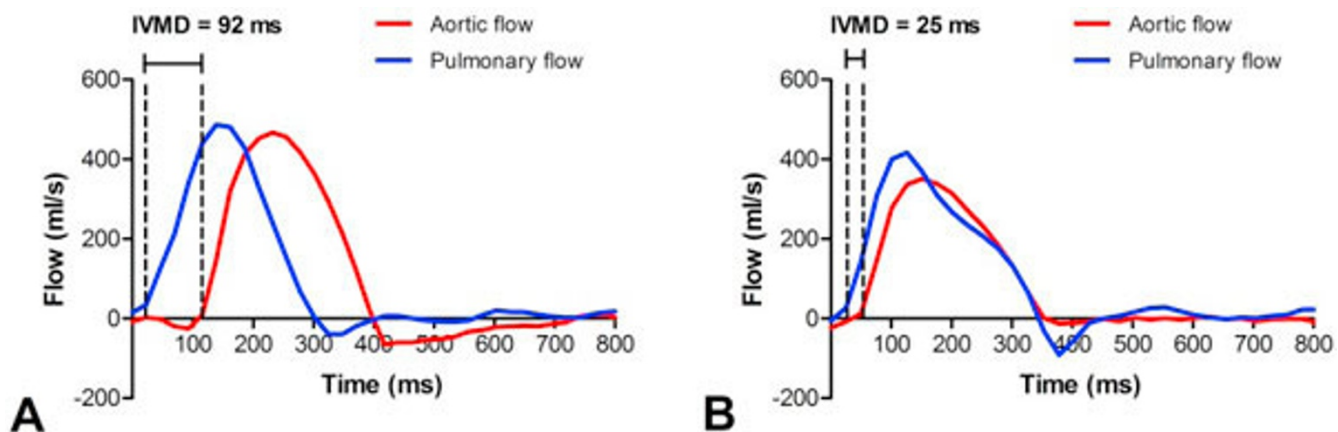 IVMD = 92 ms
Aortic flow
Pulmonary flow
600
400
200
0
-200
Flow (ml/s)
100 200 300 400 500 600 700 800
Time (ms)
A
IVMD = 25 ms
Aortic flow
Pulmonary flow
600
400
200
0
-200
Flow (ml/s)
100 200 300 400 500 600 700 800
Time (ms)
B